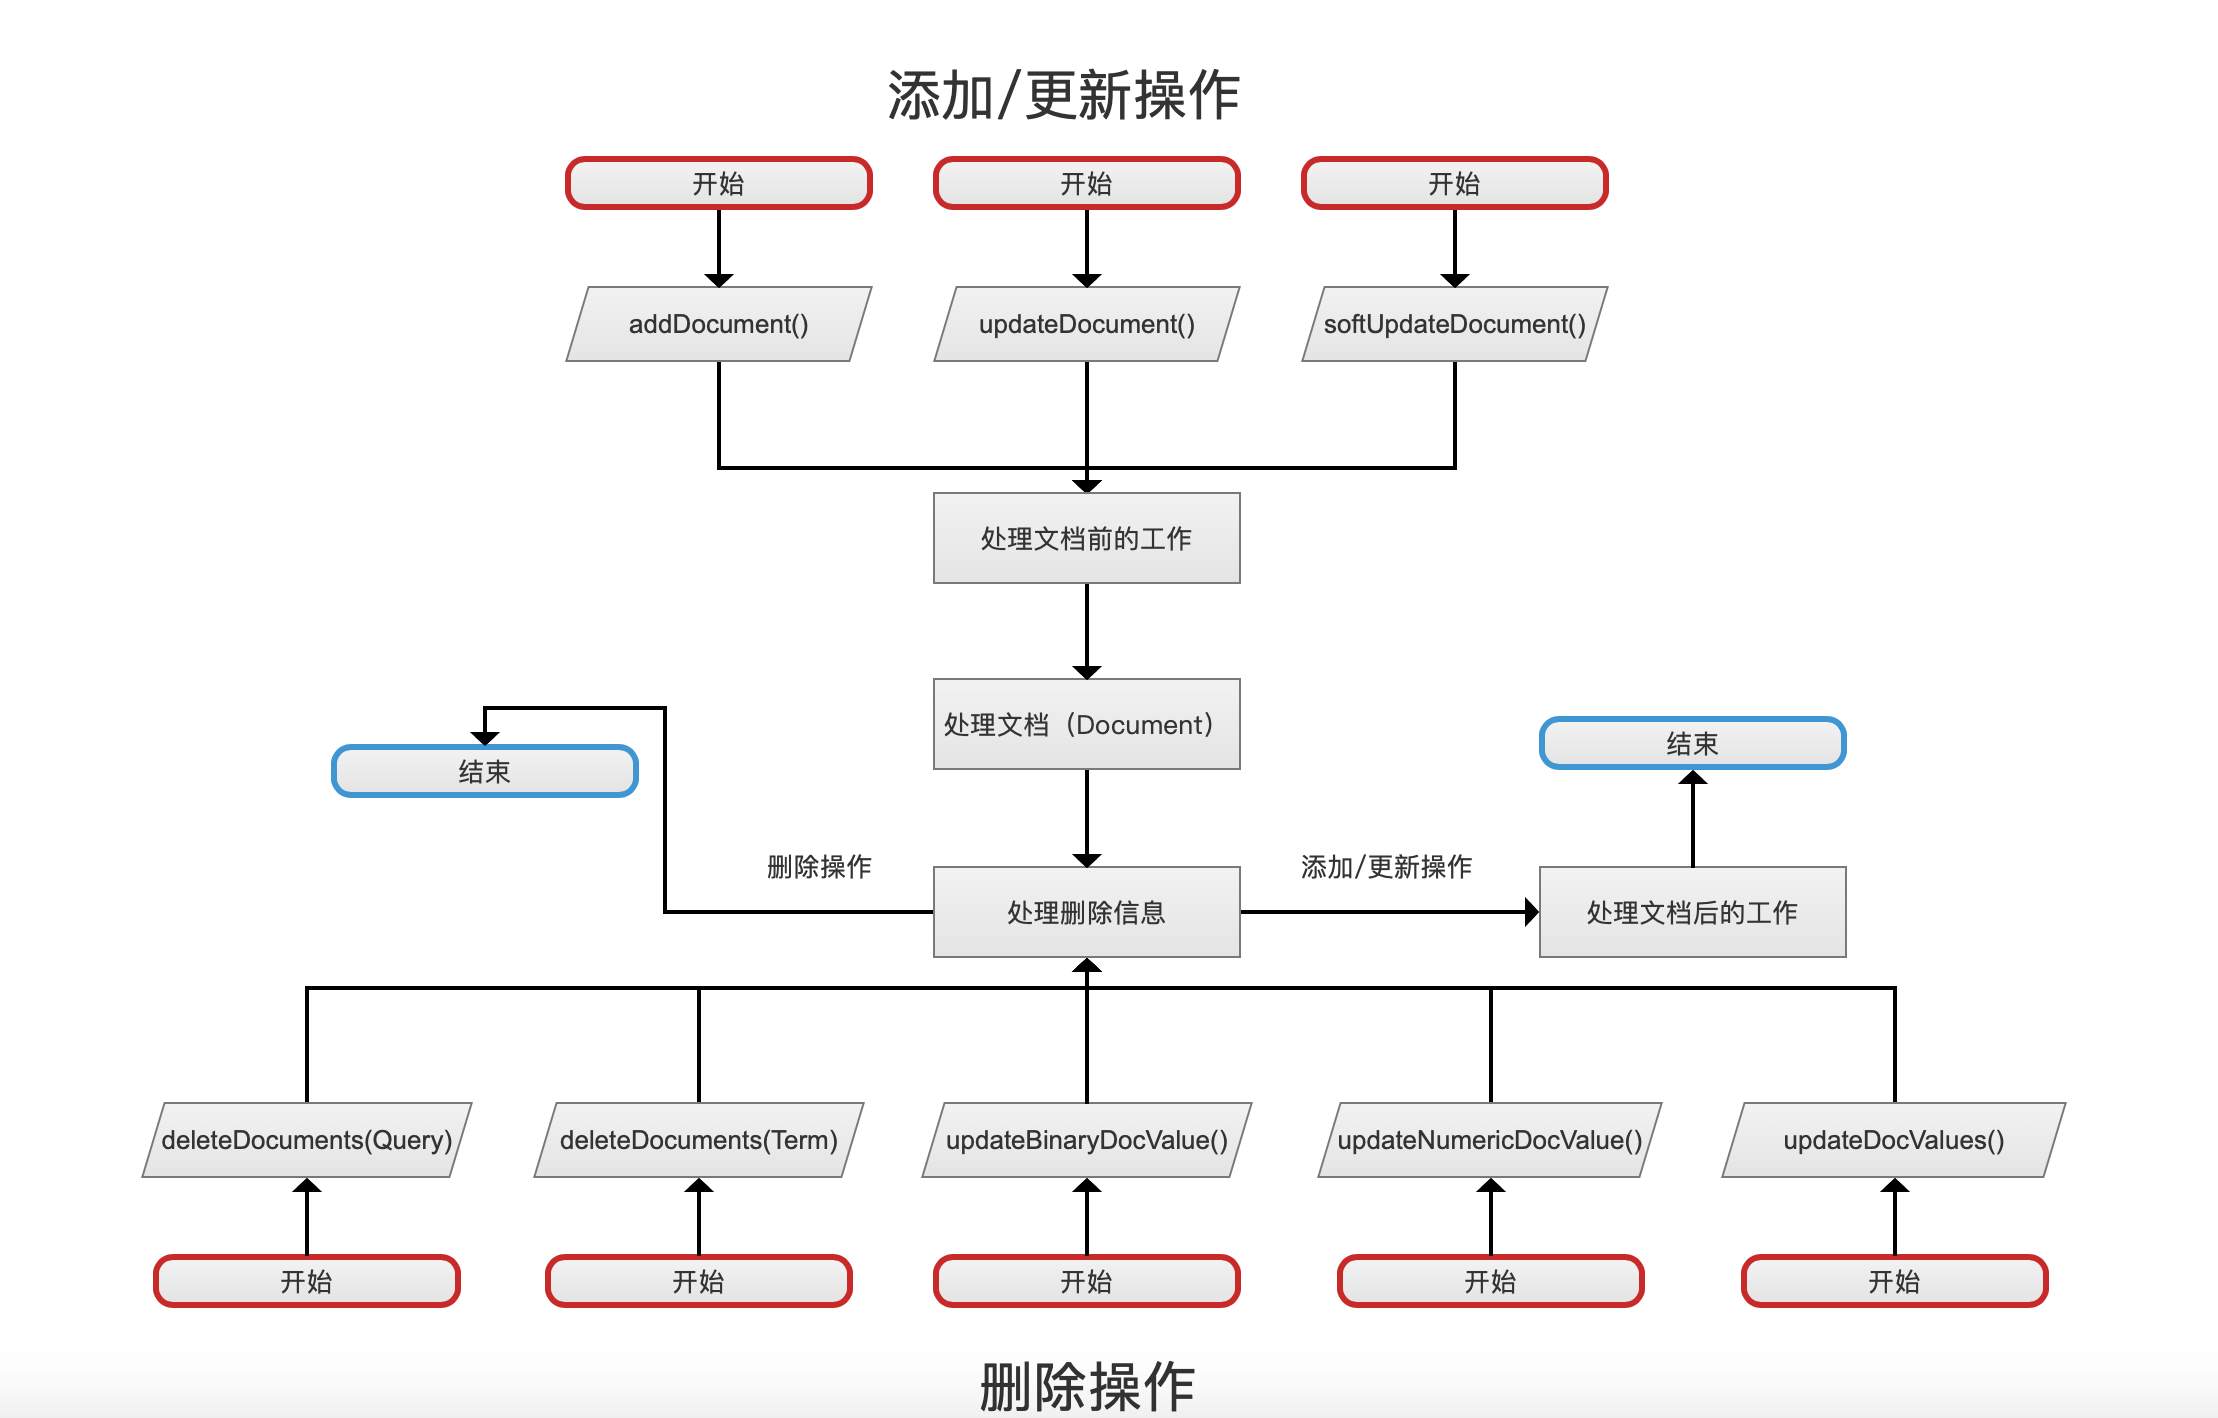 添加/更新操作
开始
开始
开始
addDocument()
updateDocument()
softUpdateDocument()
处理文档前的工作
处理文档（Document）
结束
结束
删除操作
添加/更新操作
处理删除信息
处理文档后的工作
deleteDocuments(Query)
deleteDocuments(Term)
updateBinaryDocValue()
updateNumericDocValue()
updateDocValues()
开始
开始
开始
开始
开始
删除操作